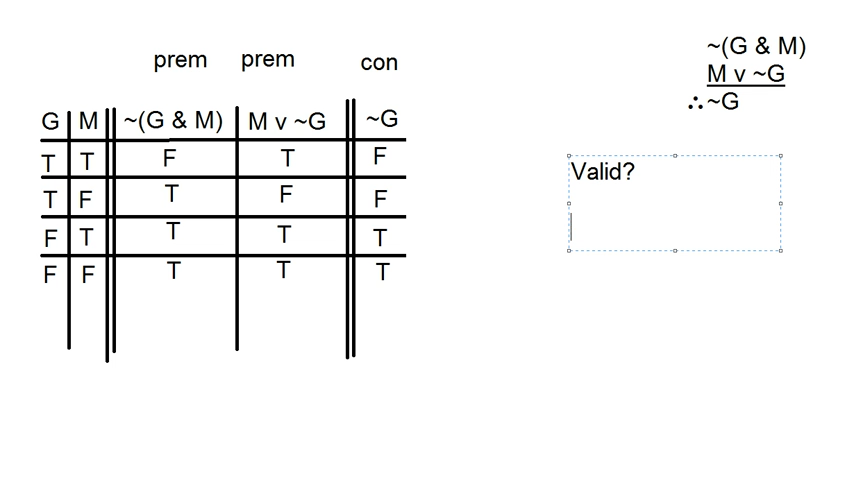 prem prem con
G M ~(G & M) M v ~G ~G
T T F T F
T F T F F
F T T T T
F F T T T
~(G & M)
M v ~G
∴ ~G
Valid?